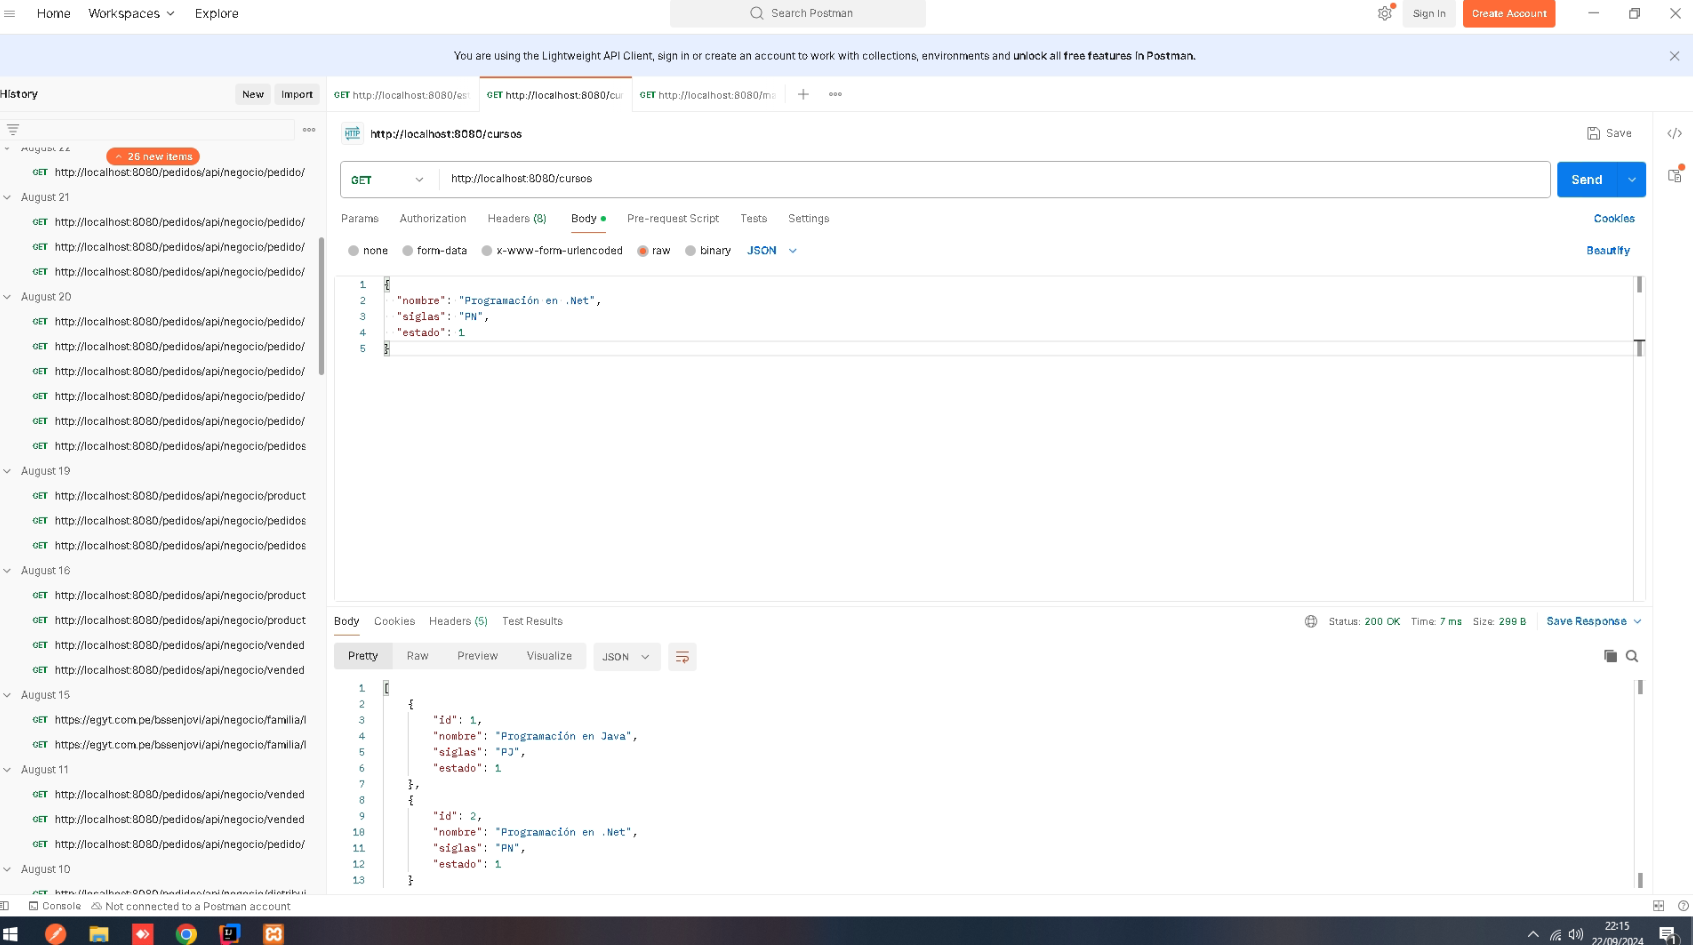 Home Workspaces Explore Search Postman Sign In Create Account
You are using the Lightweight API Client, sign in or create an account to work with collections, environments and unlock all free features in Postman.
History New Import
GET http://localhost:8080/est GET http://localhost:8080/cur GET http://localhost:8080/ma
http://localhost:8080/cursos Save
26 new items
August 22
GET http://localhost:8080/pedidos/api/negocio/pedido/
August 21
GET http://localhost:8080/pedidos/api/negocio/pedido/
GET http://localhost:8080/pedidos/api/negocio/pedido/
GET http://localhost:8080/pedidos/api/negocio/pedido/
August 20
GET http://localhost:8080/pedidos/api/negocio/pedido/
GET http://localhost:8080/pedidos/api/negocio/pedido/
GET http://localhost:8080/pedidos/api/negocio/pedido/
GET http://localhost:8080/pedidos/api/negocio/pedido/
GET http://localhost:8080/pedidos/api/negocio/pedido/
GET http://localhost:8080/pedidos/api/negocio/pedidos
August 19
GET http://localhost:8080/pedidos/api/negocio/product
GET http://localhost:8080/pedidos/api/negocio/pedidos
GET http://localhost:8080/pedidos/api/negocio/pedidos
August 16
GET http://localhost:8080/pedidos/api/negocio/product
GET http://localhost:8080/pedidos/api/negocio/product
GET http://localhost:8080/pedidos/api/negocio/vended
GET http://localhost:8080/pedidos/api/negocio/vended
August 15
GET https://egyt.com.pe/bssenjovi/api/negocio/familia/l
GET https://egyt.com.pe/bssenjovi/api/negocio/familia/l
August 11
GET http://localhost:8080/pedidos/api/negocio/vended
GET http://localhost:8080/pedidos/api/negocio/vended
GET http://localhost:8080/pedidos/api/negocio/pedido/
August 10
GET http://localhost:8080/pedidos/api/negocio/distribui
HTTP
GET http://localhost:8080/cursos Send
Params Authorization Headers (8) Body Pre-request Script Tests Settings Cookies
none form-data x-www-form-urlencoded raw binary JSON Beautify
1 {
2 "nombre": "Programación en .Net",
3 "siglas": "PN",
4 "estado": 1
5 }
Body Cookies Headers (5) Test Results Status: 200 OK Time: 7 ms Size: 299 B Save Response
Pretty Raw Preview Visualize JSON
1 [
2 {
3 "id": 1,
4 "nombre": "Programación en Java",
5 "siglas": "PJ",
6 "estado": 1
7 },
8 {
9 "id": 2,
10 "nombre": "Programación en .Net",
11 "siglas": "PN",
12 "estado": 1
13 }
Console Not connected to a Postman account
22:15
22/09/2024
1